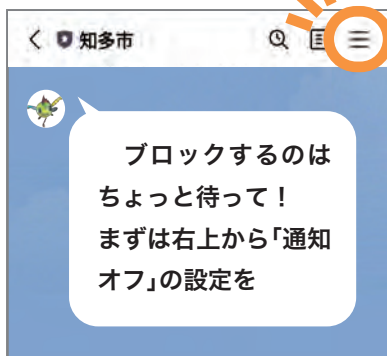 知多市
ブロックするのは
ちょっと待って！
まずは右上から「通知
オフ」の設定を